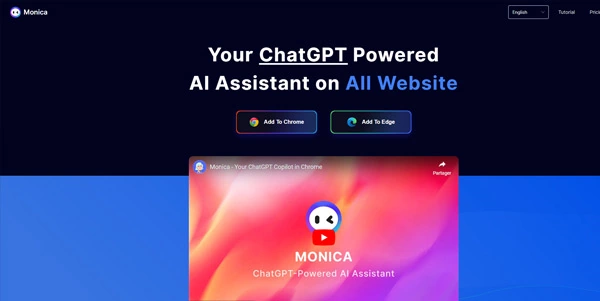 Monica
English
Tutorial
Pricin
Your ChatGPT Powered
AI Assistant on All Website
Add To Chrome
Add To Edge
Monica - Your ChatGPT Copilot in Chrome
Partager
MONICA
ChatGPT-Powered AI Assistant